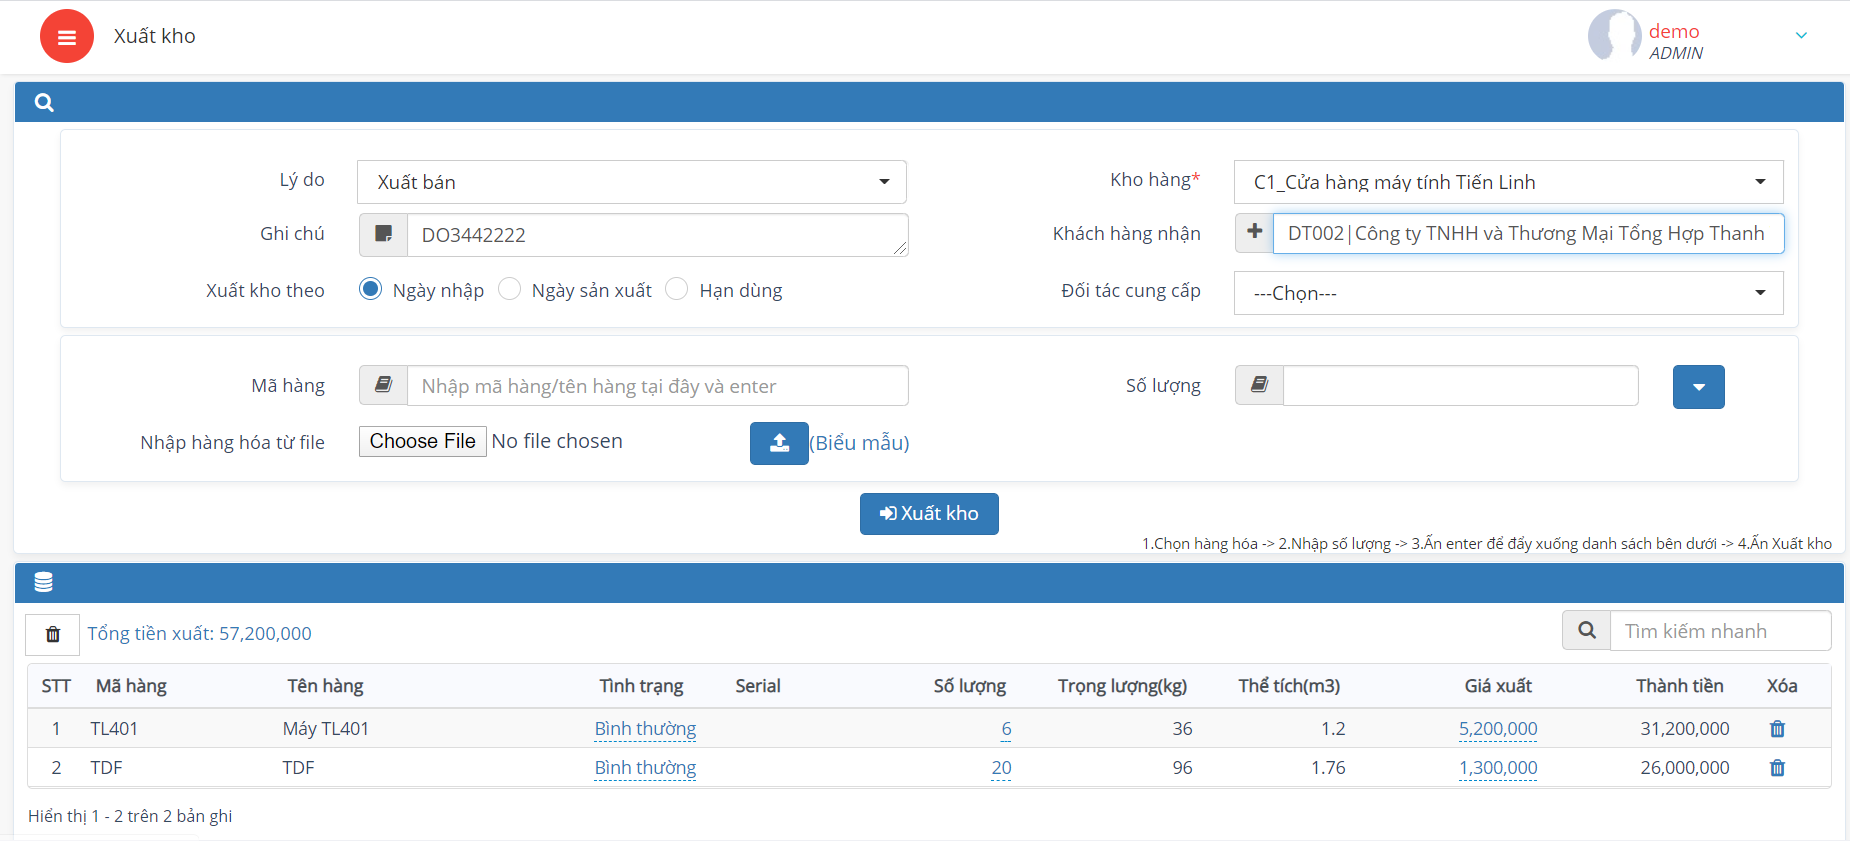 Xuất kho
demo
ADMIN
Lý do
Xuất bán
Kho hàng*
C1_Cửa hàng máy tính Tiến Linh
Ghi chú
DO3442222
Khách hàng nhận
DT002|Công ty TNHH và Thương Mại Tổng Hợp Thanh
Xuất kho theo
Ngày nhập Ngày sản xuất Hạn dùng
Đối tác cung cấp
---Chọn---
Mã hàng
Nhập mã hàng/tên hàng tại đây và enter
Số lượng
Nhập hàng hóa từ file
Choose File No file chosen
(Biểu mẫu)
Xuất kho
1.Chọn hàng hóa -> 2.Nhập số lượng -> 3.Ấn enter để đẩy xuống danh sách bên dưới -> 4.Ấn Xuất kho
Tổng tiền xuất: 57,200,000
Tìm kiếm nhanh
STT Mã hàng Tên hàng Tình trạng Serial Số lượng Trọng lượng(kg) Thể tích(m3) Giá xuất Thành tiền Xóa
1 TL401 Máy TL401 Bình thường 6 36 1.2 5,200,000 31,200,000
2 TDF TDF Bình thường 20 96 1.76 1,300,000 26,000,000
Hiển thị 1 - 2 trên 2 bản ghi